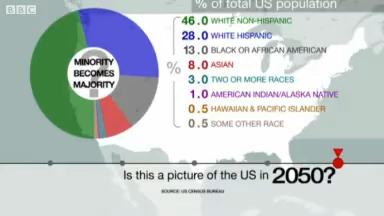 BBC
% of total US population
46.0 WHITE NON-HISPANIC
28.0 WHITE HISPANIC
13.0 BLACK OR AFRICAN AMERICAN
8.0 ASIAN
3.0 TWO OR MORE RACES
1.0 AMERICAN INDIAN/ALASKA NATIVE
0.5 HAWAIIAN & PACIFIC ISLANDER
0.5 SOME OTHER RACE
%
MINORITY
BECOMES
MAJORITY
?
Is this a picture of the US in 2050?
SOURCE: US CENSUS BUREAU